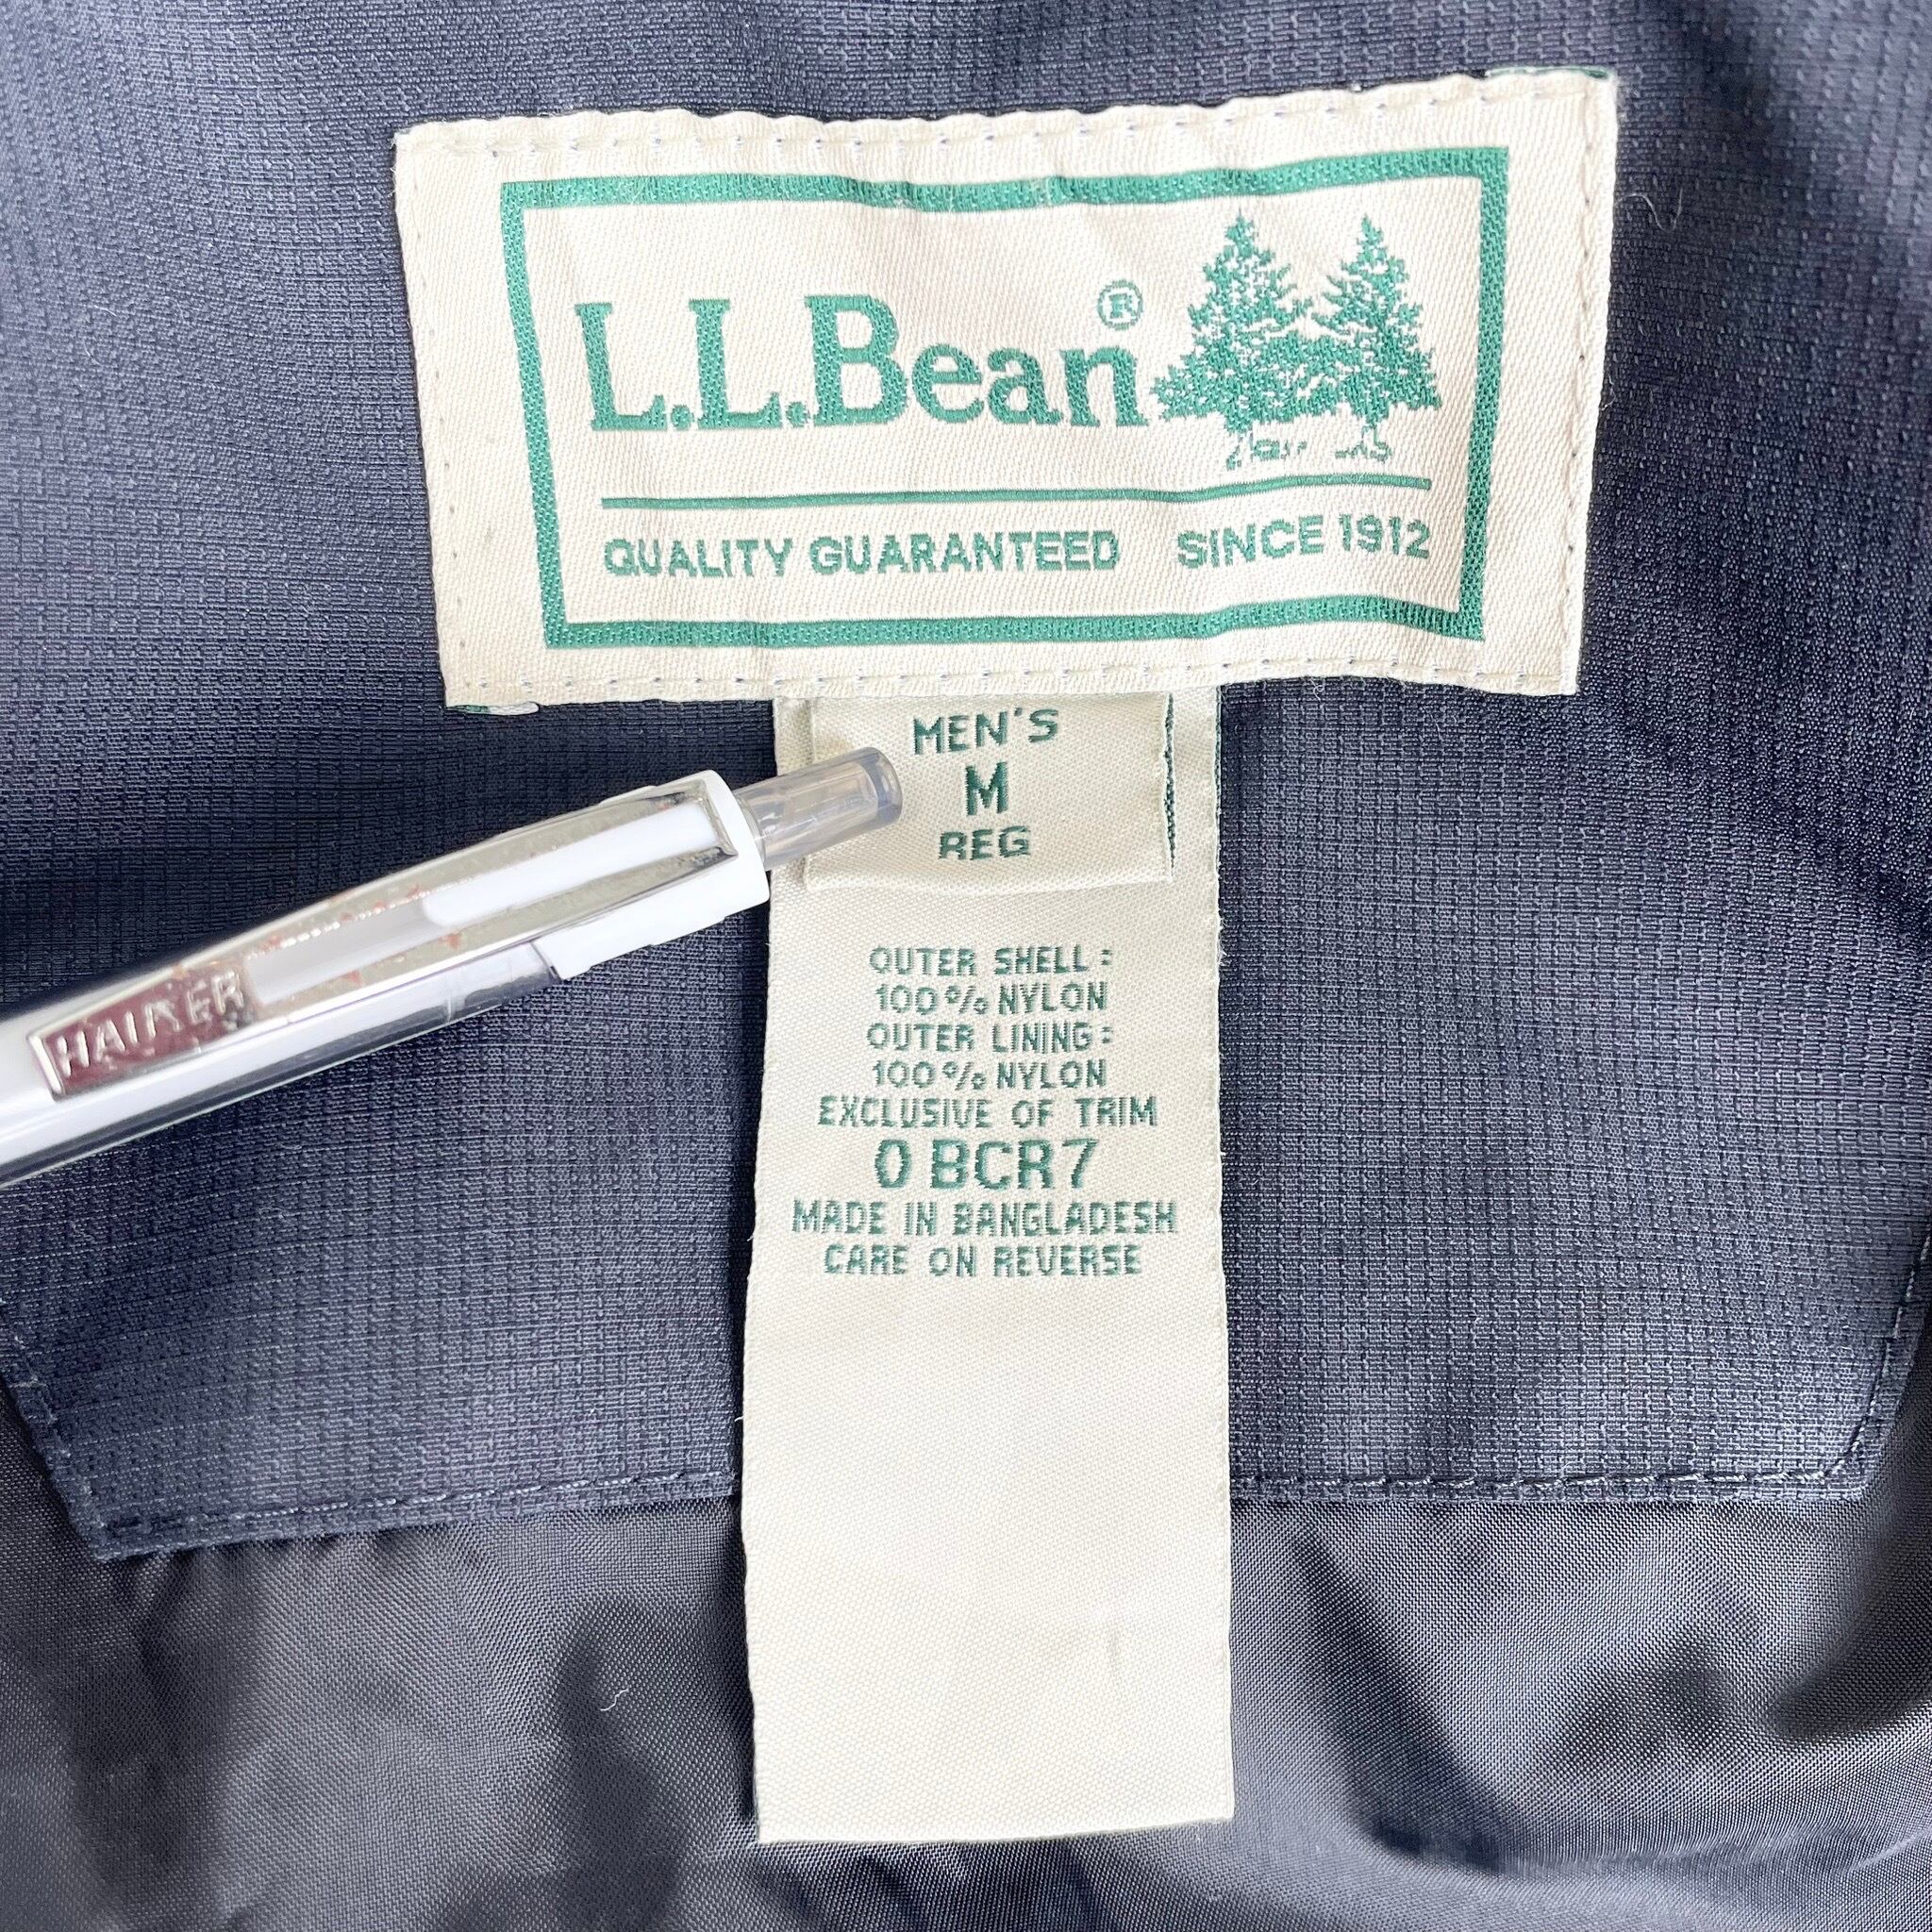 L.L.Bean®
QUALITY GUARANTEED SINCE 1912
MEN'S
M
REG
OUTER SHELL:
100% NYLON
OUTER LINING:
100% NYLON
EXCLUSIVE OF TRIM
0 BCR7
MADE IN BANGLADESH
CARE ON REVERSE